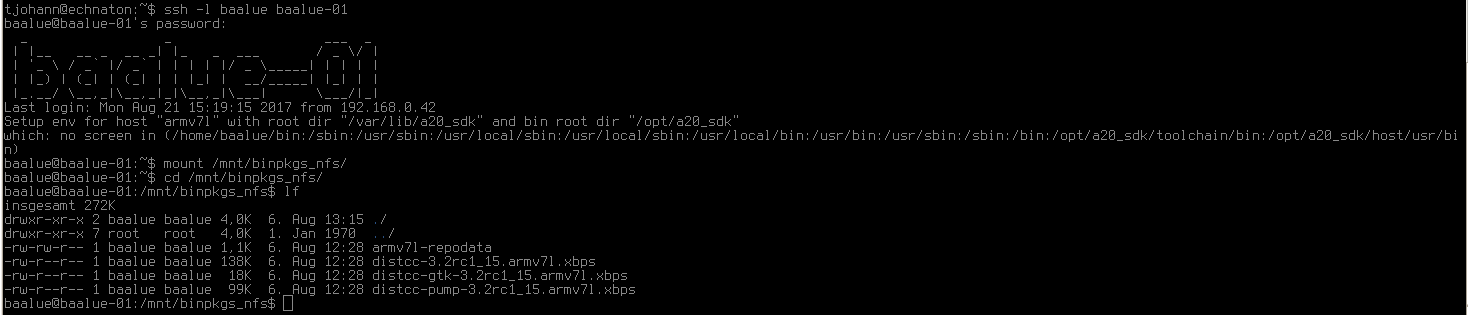 tjohann@echnaton:~$ ssh -l baalue baalue-01
baalue@baalue-01's password:
baalue-01
Last login: Mon Aug 21 15:19:15 2017 from 192.168.0.42
Setup env for host "armv7l" with root dir "/var/lib/a20_sdk" and bin root dir "/opt/a20_sdk"
which: no screen in (/home/baalue/bin:/sbin:/usr/sbin:/usr/local/sbin:/usr/local/sbin:/usr/local/bin:/usr/bin:/usr/sbin:/sbin:/bin:/opt/a20_sdk/toolchain/bin:/opt/a20_sdk/host/usr/bi
n)
baalue@baalue-01:~$ mount /mnt/binpkgs_nfs/
baalue@baalue-01:~$ cd /mnt/binpkgs_nfs/
baalue@baalue-01:/mnt/binpkgs_nfs$ lf
insgesamt 272K
drwxr-xr-x 2 baalue baalue 4,0K  6. Aug 13:15 ./
drwxr-xr-x 7 root   root   4,0K  1. Jan 1970  ../
-rw-rw-r-- 1 baalue baalue 1,1K  6. Aug 12:28 armv7l-repodata
-rw-r--r-- 1 baalue baalue 138K  6. Aug 12:28 distcc-3.2rc1_15.armv7l.xbps
-rw-r--r-- 1 baalue baalue  18K  6. Aug 12:28 distcc-gtk-3.2rc1_15.armv7l.xbps
-rw-r--r-- 1 baalue baalue  99K  6. Aug 12:28 distcc-pump-3.2rc1_15.armv7l.xbps
baalue@baalue-01:/mnt/binpkgs_nfs$